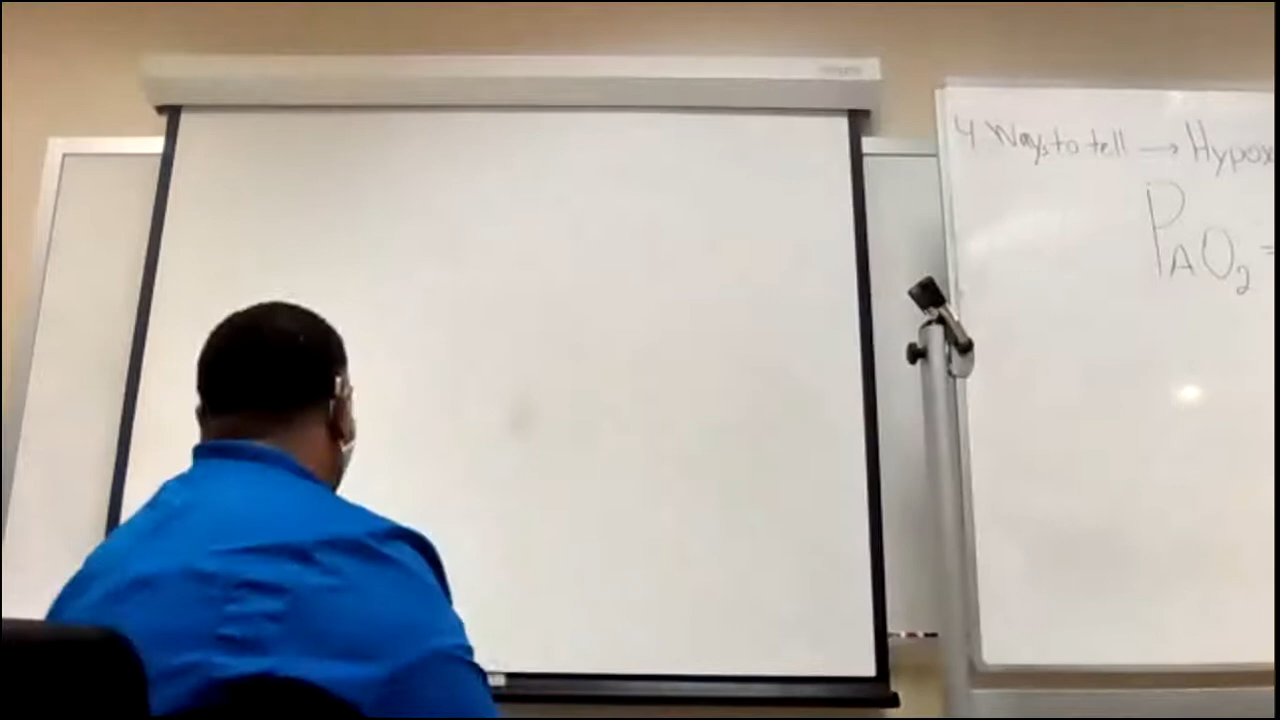 4 Ways to tell → Hypox
PAO2 =